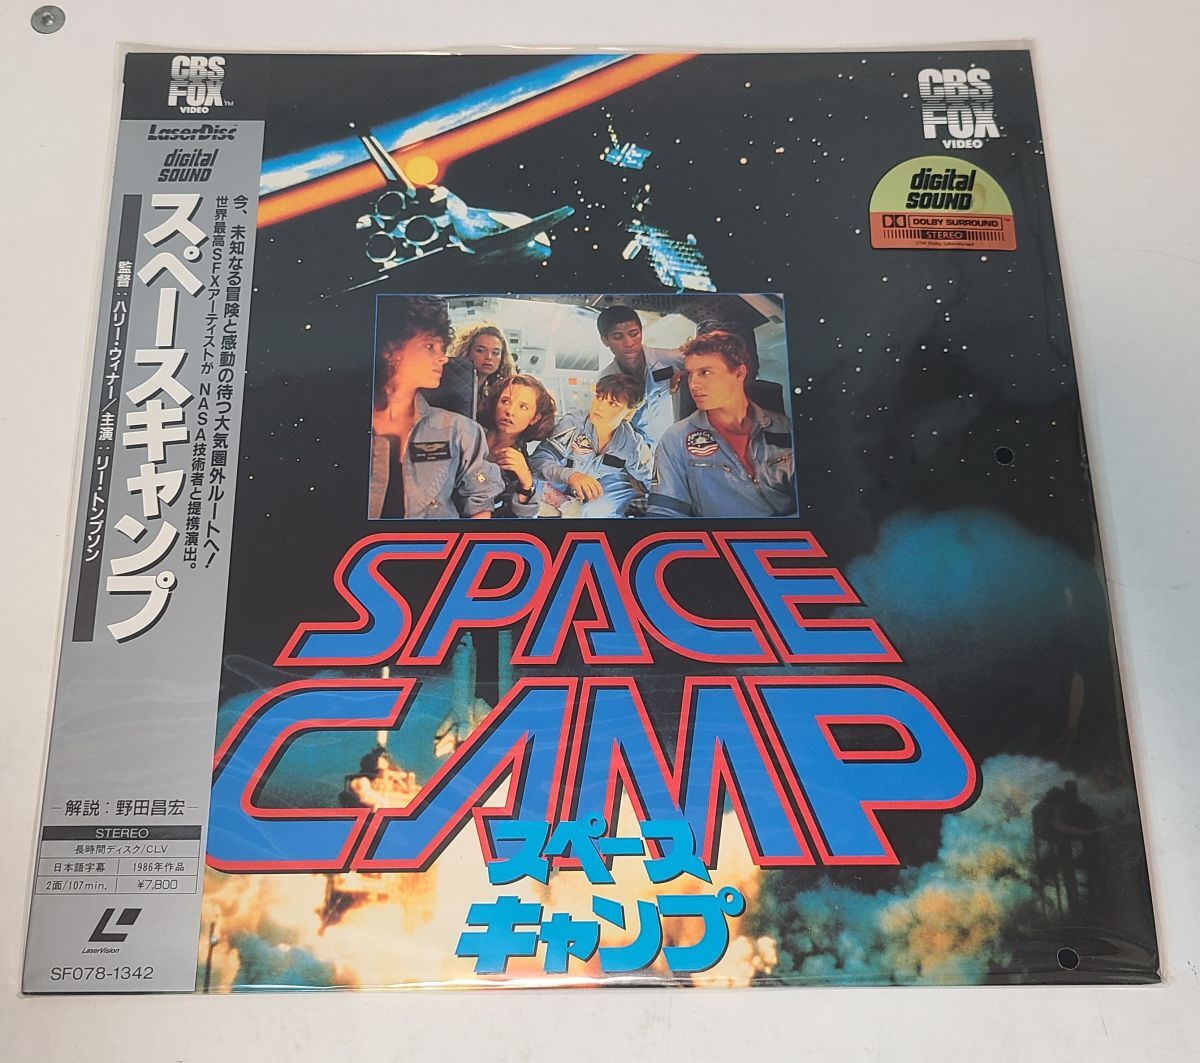 CBS
FOX
VIDEO
TM
LaserDisc
digital
SOUND
今、未知なる冒険と感動の待つ大気圏外ルートへ!
世界最高SFXアーティストが NASA技術者と提携演出。
スペースキャンプ
監督:ハリー・ウィナー/主演:リー・トンプソン
—解説:野田昌宏—
STEREO
長時間ディスク/CLV
日本語字幕 1986年作品
2面/107min. ¥7,800
LaserVision
SF078-1342
CBS
FOX
VIDEO
digital
SOUND
DOLBY SURROUND
STEREO
SPACE
CAMP
スペース
キャンプ